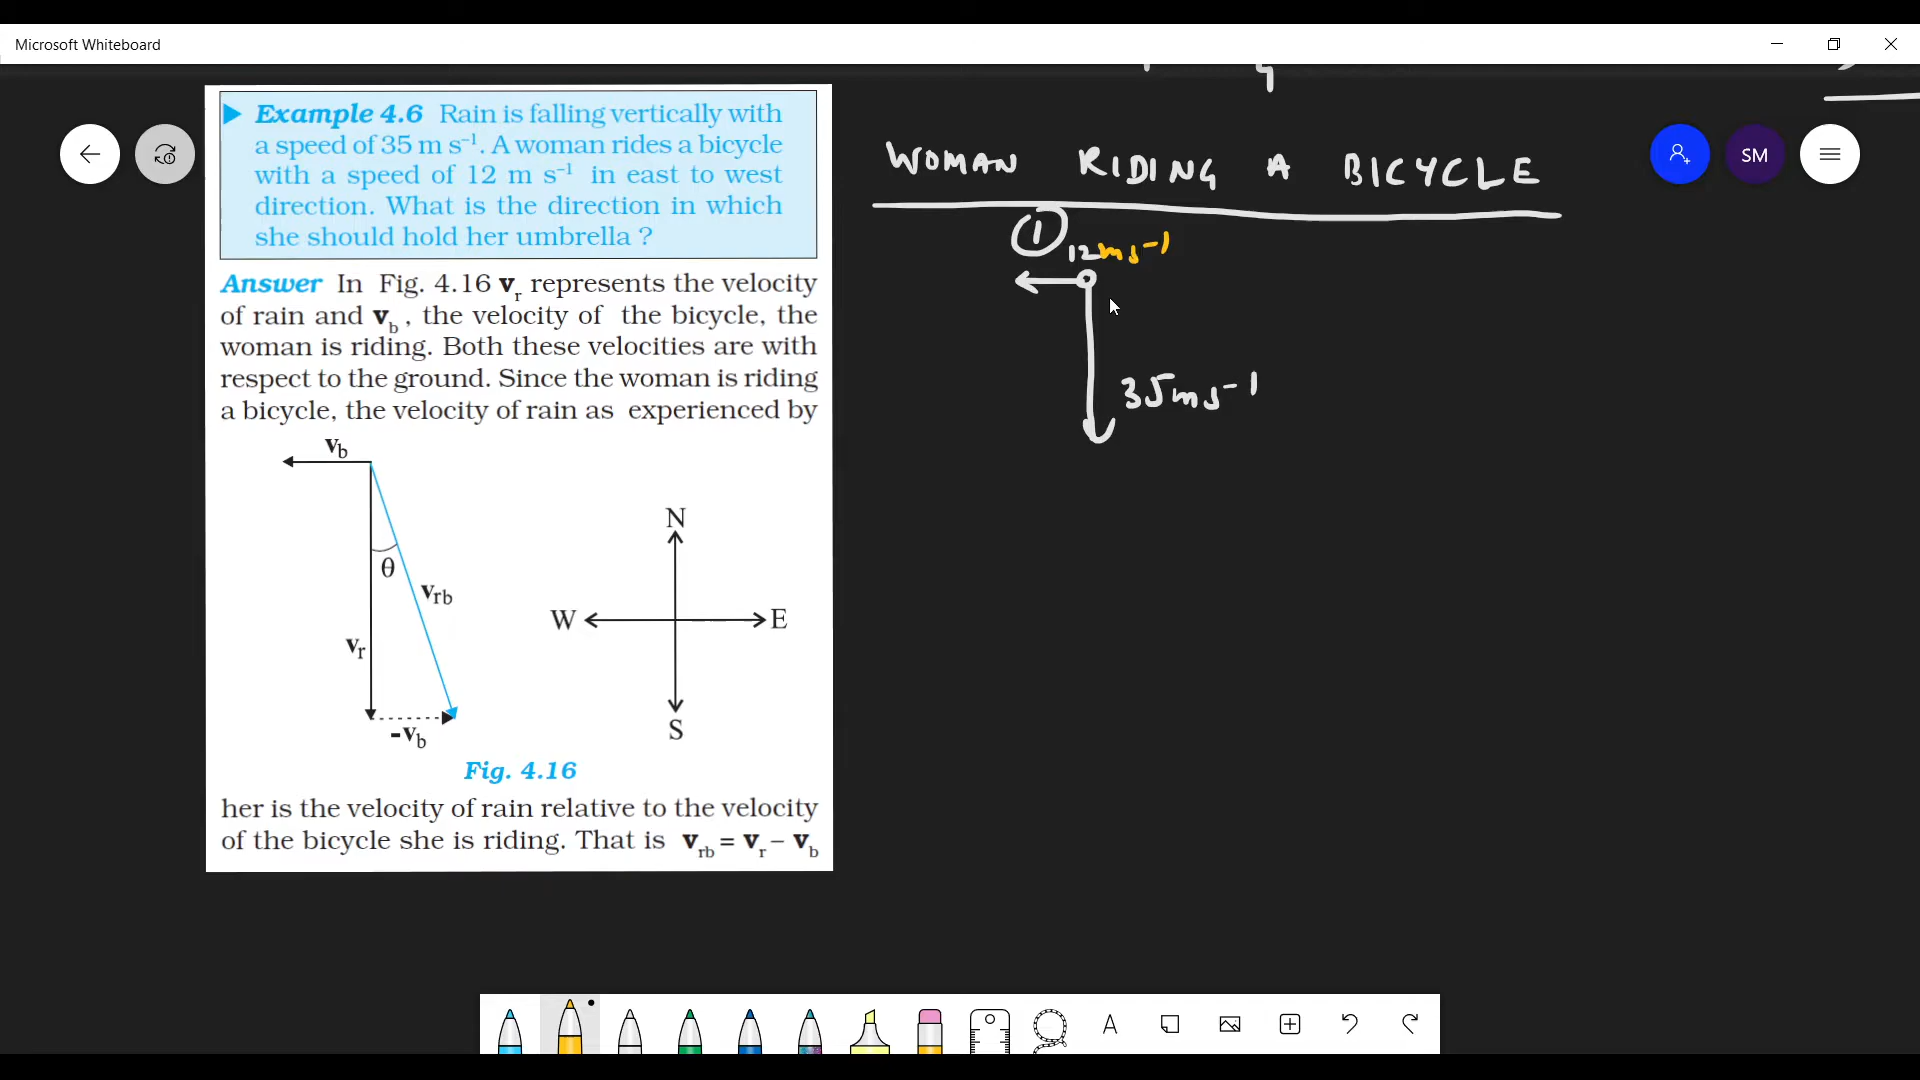 Microsoft Whiteboard
Example 4.6 Rain is falling vertically with
a speed of 35 m s⁻¹. A woman rides a bicycle
with a speed of 12 m s⁻¹ in east to west
direction. What is the direction in which
she should hold her umbrella ?
Answer In Fig. 4.16 vᵣ represents the velocity
of rain and v_b , the velocity of the bicycle, the
woman is riding. Both these velocities are with
respect to the ground. Since the woman is riding
a bicycle, the velocity of rain as experienced by
v_b
θ
v_rb
v_r
-v_b
N
W E
S
Fig. 4.16
her is the velocity of rain relative to the velocity
of the bicycle she is riding. That is v_rb = v_r − v_b
WOMAN RIDING A BICYCLE
1
12ms-1
35ms-1
SM
A